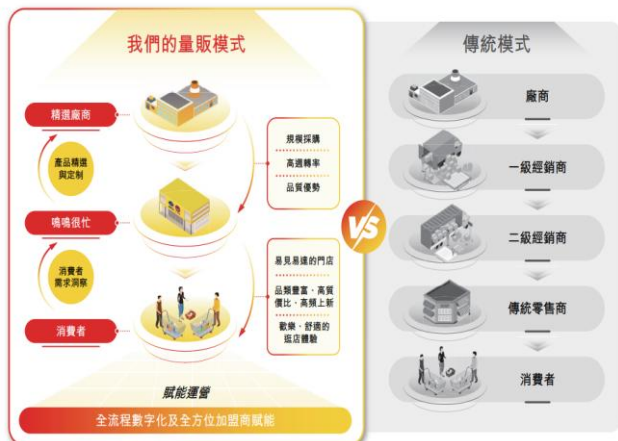 我們的量販模式
精選廠商
產品精選
與定制
鳴鳴很忙
消費者
需求洞察
消費者
規模採購
高週轉率
品質優勢
易見易達的門店
品類豐富·高質
價比·高頻上新
歡樂·舒適的
逛店體驗
賦能運營
全流程數字化及全方位加盟商賦能
VS
傳統模式
廠商
一級經銷商
二級經銷商
傳統零售商
消費者